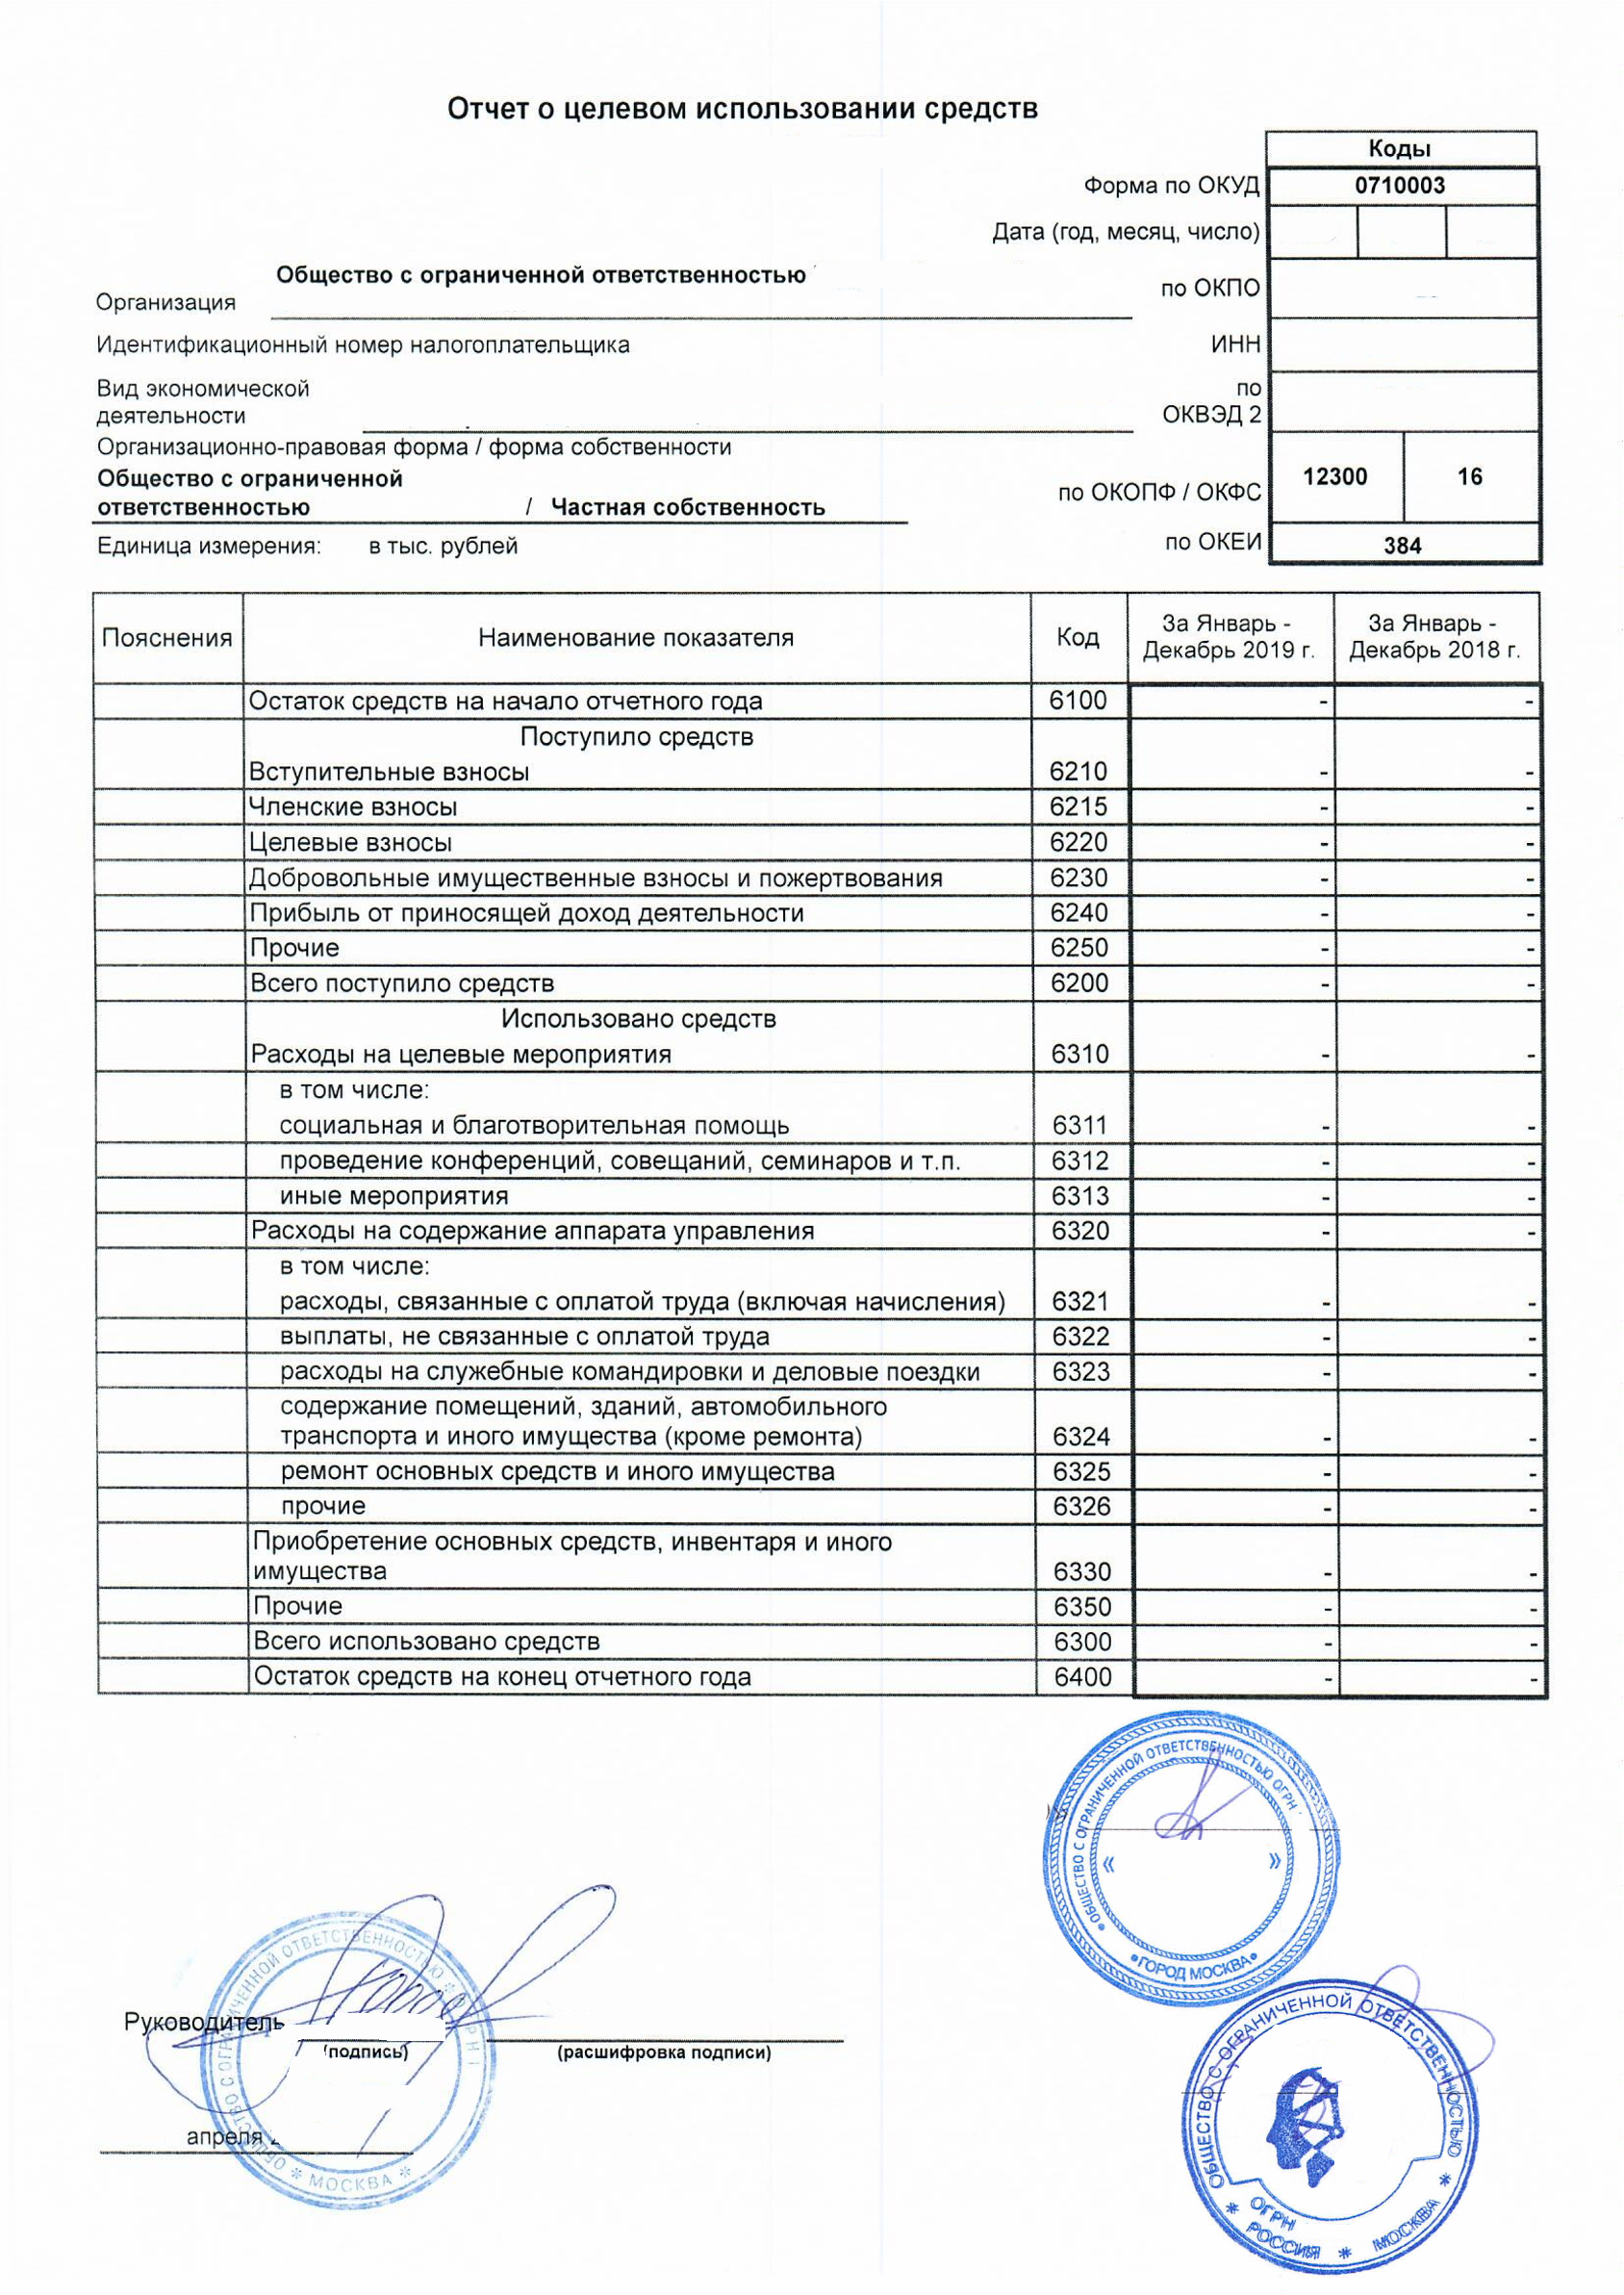 Отчет о целевом использовании средств
Коды
Форма по ОКУД 0710003
Дата (год, месяц, число)
Общество с ограниченной ответственностью
Организация
по ОКПО
Идентификационный номер налогоплательщика ИНН
Вид экономической
деятельности
по
ОКВЭД 2
Организационно-правовая форма / форма собственности
Общество с ограниченной
ответственностью / Частная собственность
по ОКОПФ / ОКФС 12300 16
Единица измерения: в тыс. рублей по ОКЕИ 384
Пояснения Наименование показателя Код За Январь - Декабрь 2019 г. За Январь - Декабрь 2018 г.
Остаток средств на начало отчетного года 6100 - -
Поступило средств
Вступительные взносы 6210 - -
Членские взносы 6215 - -
Целевые взносы 6220 - -
Добровольные имущественные взносы и пожертвования 6230 - -
Прибыль от приносящей доход деятельности 6240 - -
Прочие 6250 - -
Всего поступило средств 6200 - -
Использовано средств
Расходы на целевые мероприятия 6310 - -
в том числе:
социальная и благотворительная помощь 6311 - -
проведение конференций, совещаний, семинаров и т.п. 6312 - -
иные мероприятия 6313 - -
Расходы на содержание аппарата управления 6320 - -
в том числе:
расходы, связанные с оплатой труда (включая начисления) 6321 - -
выплаты, не связанные с оплатой труда 6322 - -
расходы на служебные командировки и деловые поездки 6323 - -
содержание помещений, зданий, автомобильного
транспорта и иного имущества (кроме ремонта) 6324 - -
ремонт основных средств и иного имущества 6325 - -
прочие 6326 - -
Приобретение основных средств, инвентаря и иного
имущества 6330 - -
Прочие 6350 - -
Всего использовано средств 6300 - -
Остаток средств на конец отчетного года 6400 - -
ОБЩЕСТВО С ОГРАНИЧЕННОЙ ОТВЕТСТВЕННОСТЬЮ ОГРН
« »
ГОРОД МОСКВА
Руководитель
(подпись) (расшифровка подписи)
апреля
ОБЩЕСТВО С ОГРАНИЧЕННОЙ ОТВЕТСТВЕННОСТЬЮ
* МОСКВА *
ОБЩЕСТВО С ОГРАНИЧЕННОЙ ОТВЕТСТВЕННОСТЬЮ
ОГРН
* РОССИЯ * МОСКВА *